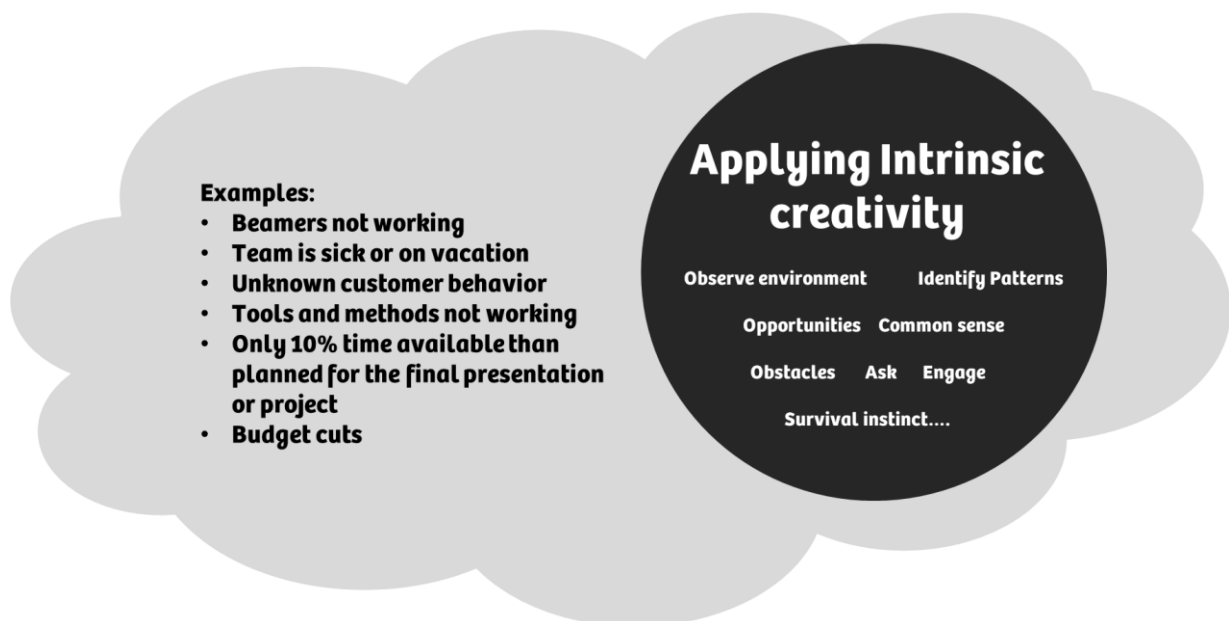 Examples:
• Beamers not working
• Team is sick or on vacation
• Unknown customer behavior
• Tools and methods not working
• Only 10% time available than
planned for the final presentation
or project
• Budget cuts
Applying Intrinsic
creativity
Observe environment Identify Patterns
Opportunities Common sense
Obstacles Ask Engage
Survival instinct....